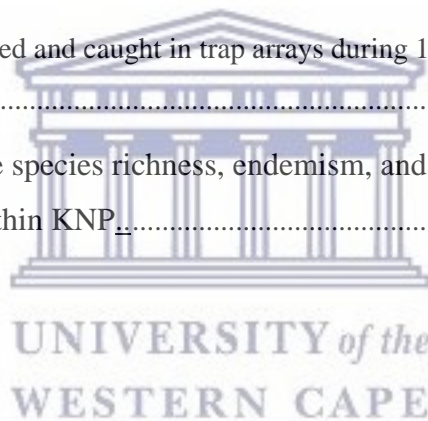 ed and caught in trap arrays during 1
................................................................
e species richness, endemism, and
thin KNP..................................................
UNIVERSITY of the
WESTERN CAPE